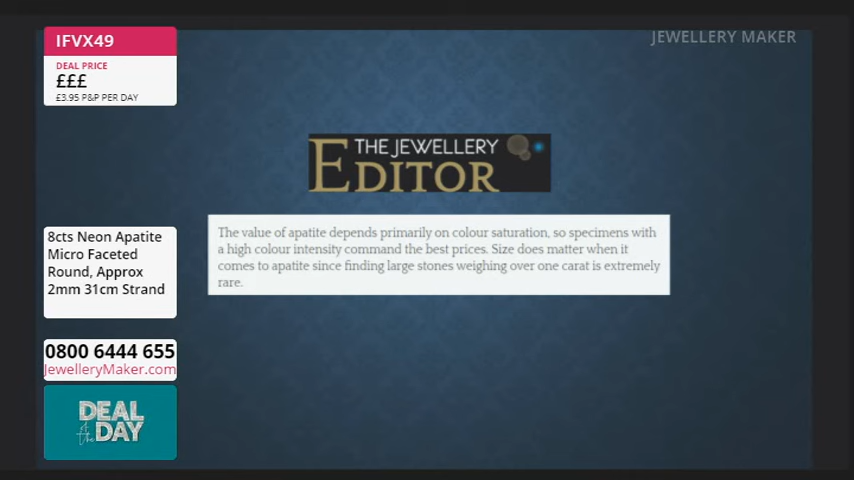 IFVX49
DEAL PRICE
£££
£3.95 P&P PER DAY
JEWELLERY MAKER
THE JEWELLERY
EDITOR
The value of apatite depends primarily on colour saturation, so specimens with
a high colour intensity command the best prices. Size does matter when it
comes to apatite since finding large stones weighing over one carat is extremely
rare.
8cts Neon Apatite
Micro Faceted
Round, Approx
2mm 31cm Strand
0800 6444 655
JewelleryMaker.com
DEAL
of the
DAY